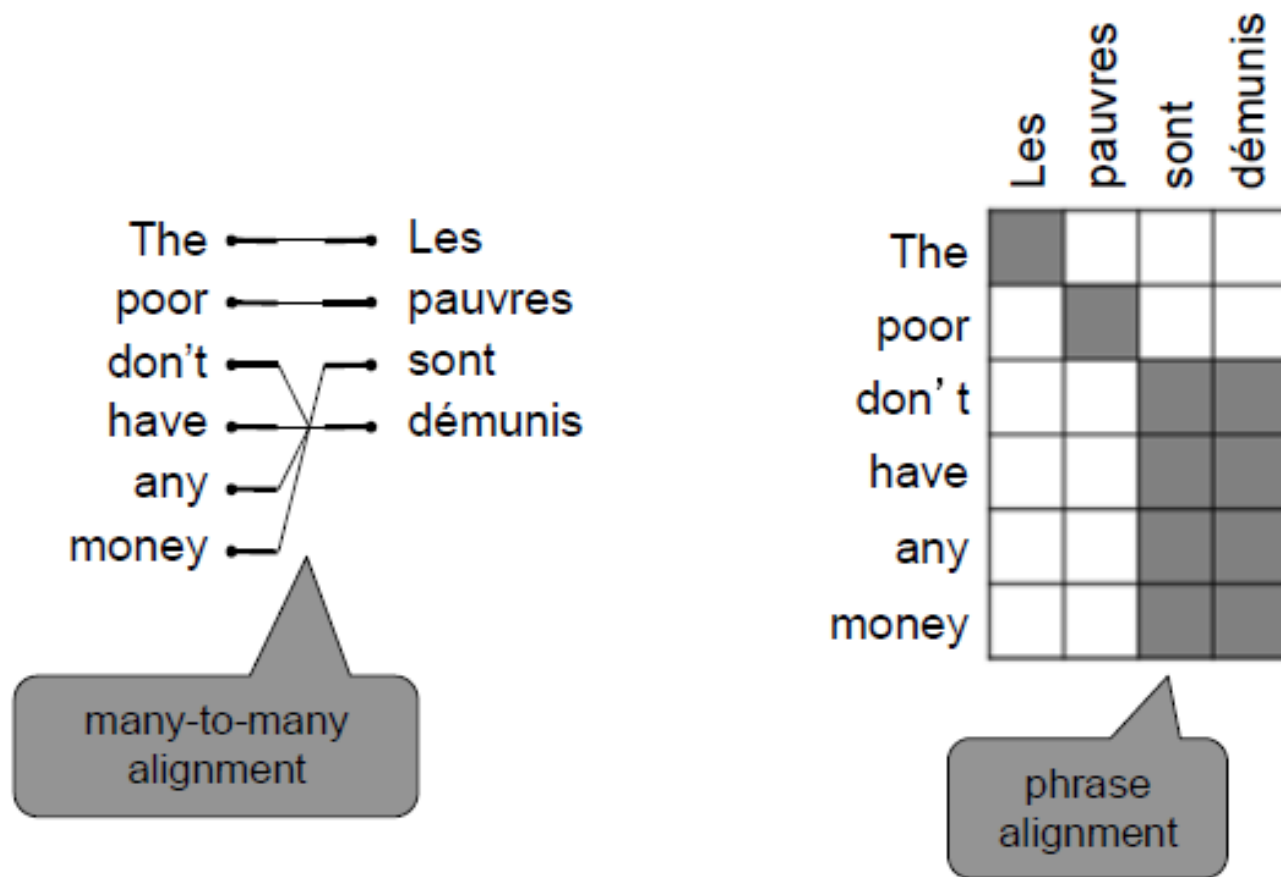 The Les
poor pauvres
don't sont
have démunis
any
money
many-to-many
alignment
Les pauvres sont démunis
The
poor
don' t
have
any
money
phrase
alignment